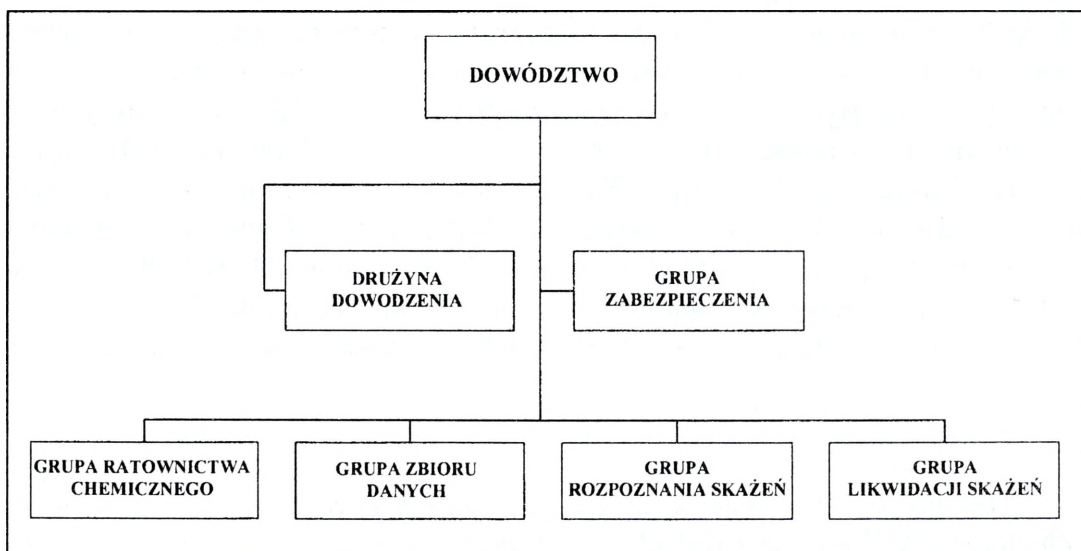 DOWÓDZTWO
DRUŻYNA
DOWODZENIA
GRUPA
ZABEZPIECZENIA
GRUPA RATOWNICTWA
CHEMICZNEGO
GRUPA ZBIORU
DANYCH
GRUPA
ROZPOZNANIA SKAŻEŃ
GRUPA
LIKWIDACJI SKAŻEŃ